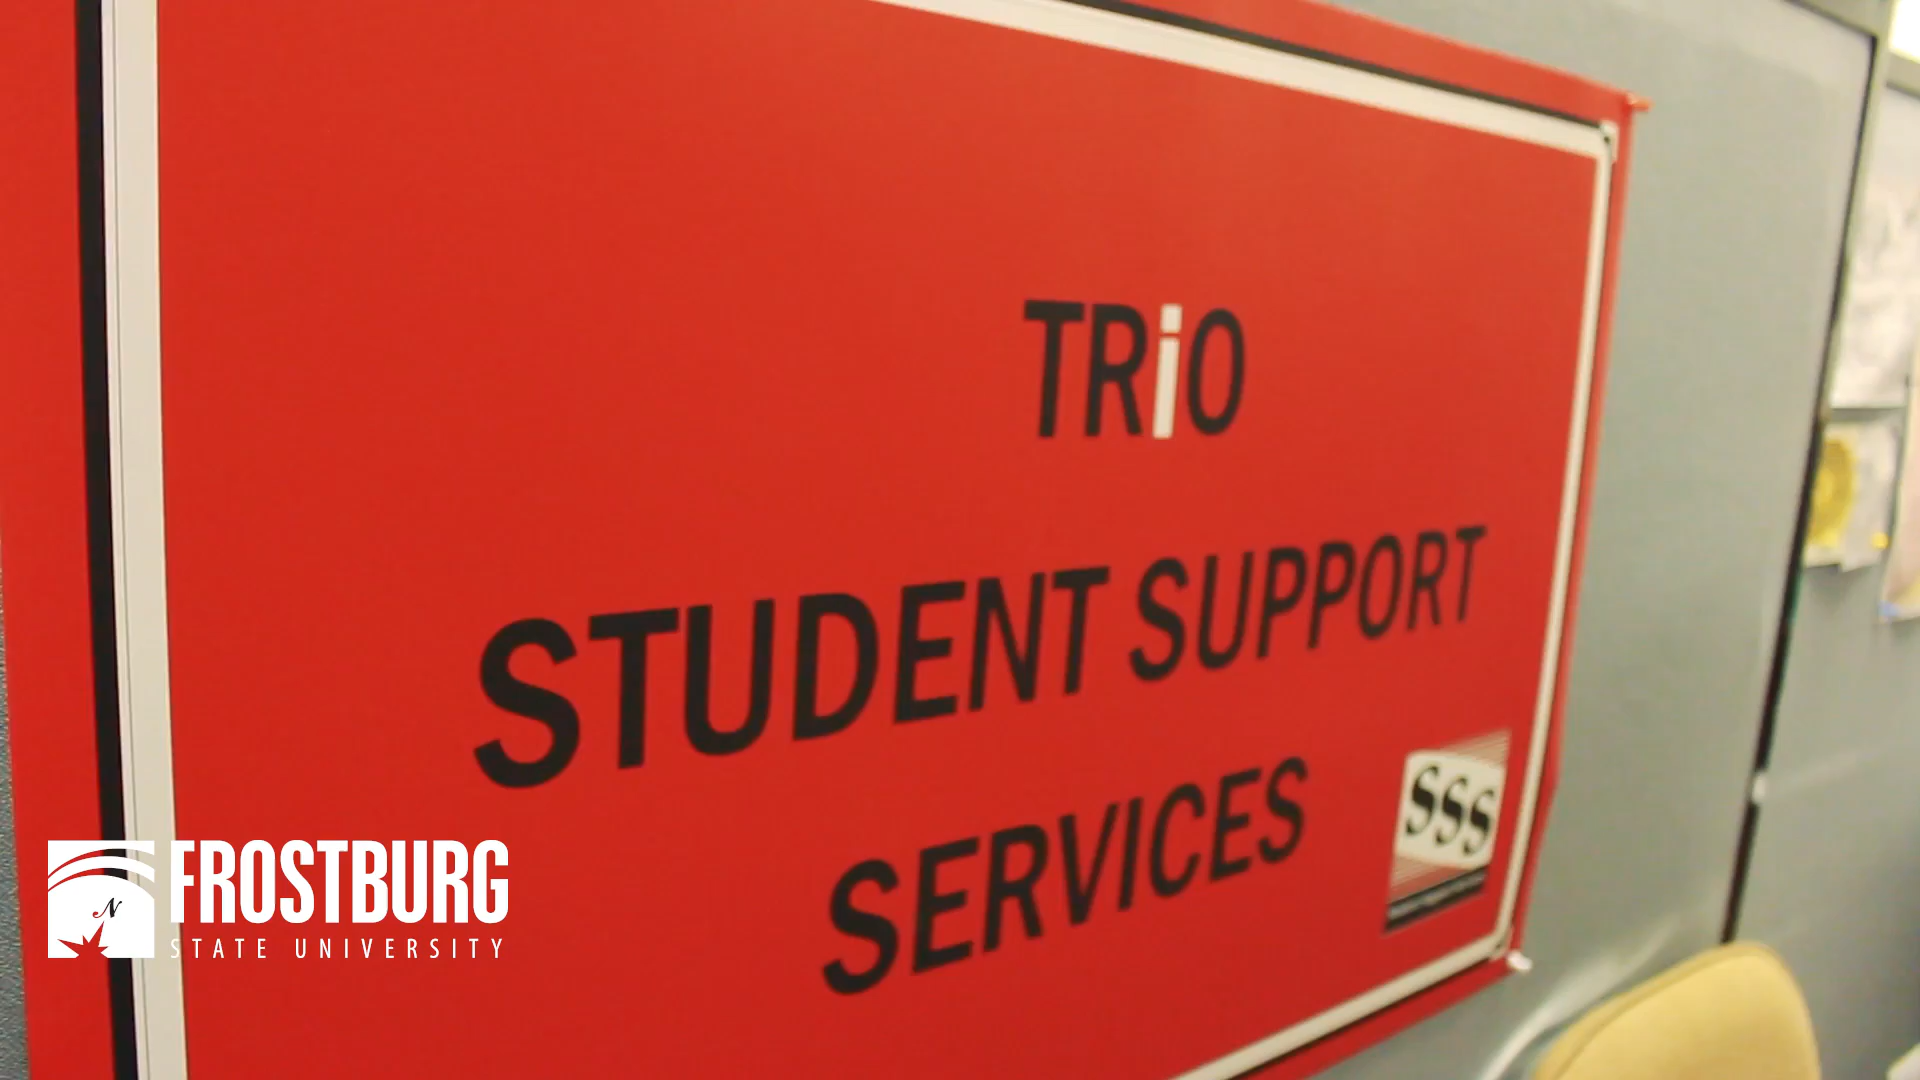 TRiO
STUDENT SUPPORT
SERVICES
SSS
N
FROSTBURG
STATE UNIVERSITY